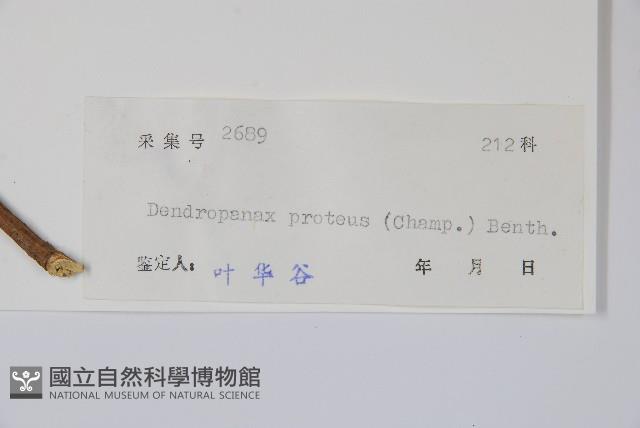 采集号 2689 212科
Dendropanax proteus (Champ.) Benth.
鉴定人: 叶华谷 年 月 日
國立自然科學博物館
NATIONAL MUSEUM OF NATURAL SCIENCE